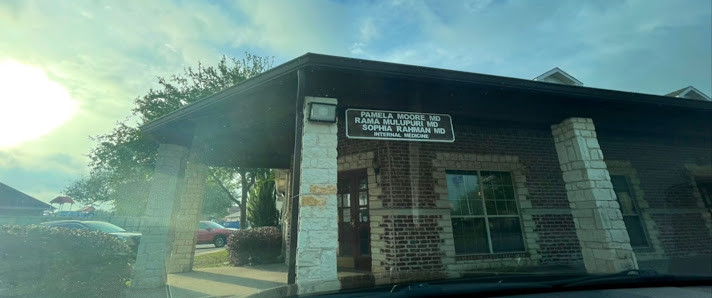 PAMELA MOORE MD
RAMA MULUPURI MD
SOPHIA RAHMAN MD
INTERNAL MEDICINE